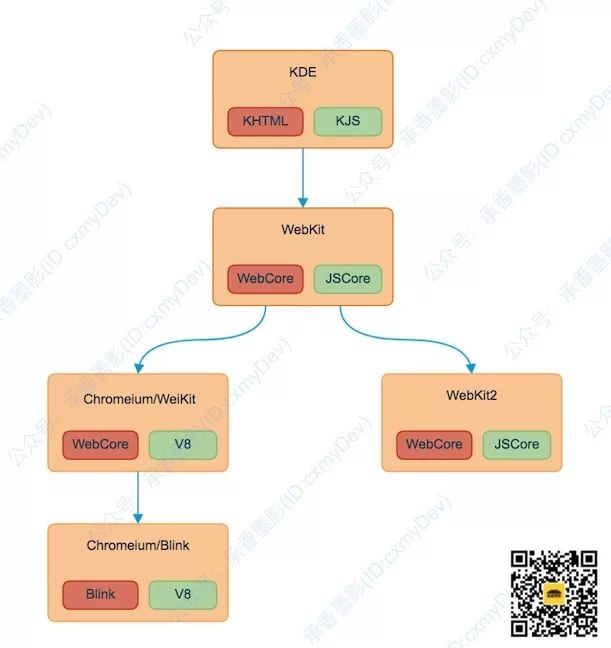 KDE
KHTML KJS
WebKit
WebCore JSCore
Chromeium/WeiKit
WebKit2
WebCore V8
WebCore JSCore
Chromeium/Blink
Blink V8
公众号：承香墨影(ID:cxmyDev)